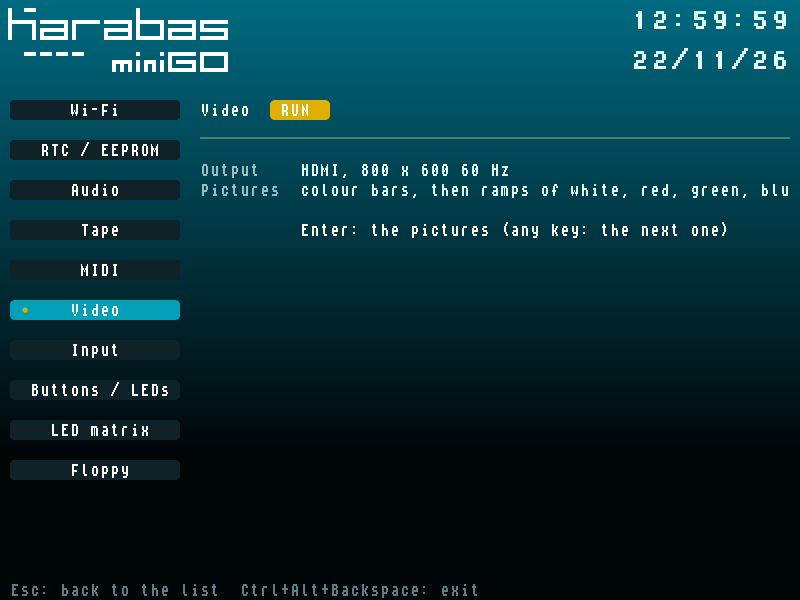 karabas
miniGO
12:59:59
22/11/26
Wi-Fi
RTC / EEPROM
Audio
Tape
MIDI
Video
Input
Buttons / LEDs
LED matrix
Floppy
Video RUN
Output HDMI, 800 x 600 60 Hz
Pictures colour bars, then ramps of white, red, green, blu
Enter: the pictures (any key: the next one)
Esc: back to the list Ctrl+Alt+Backspace: exit